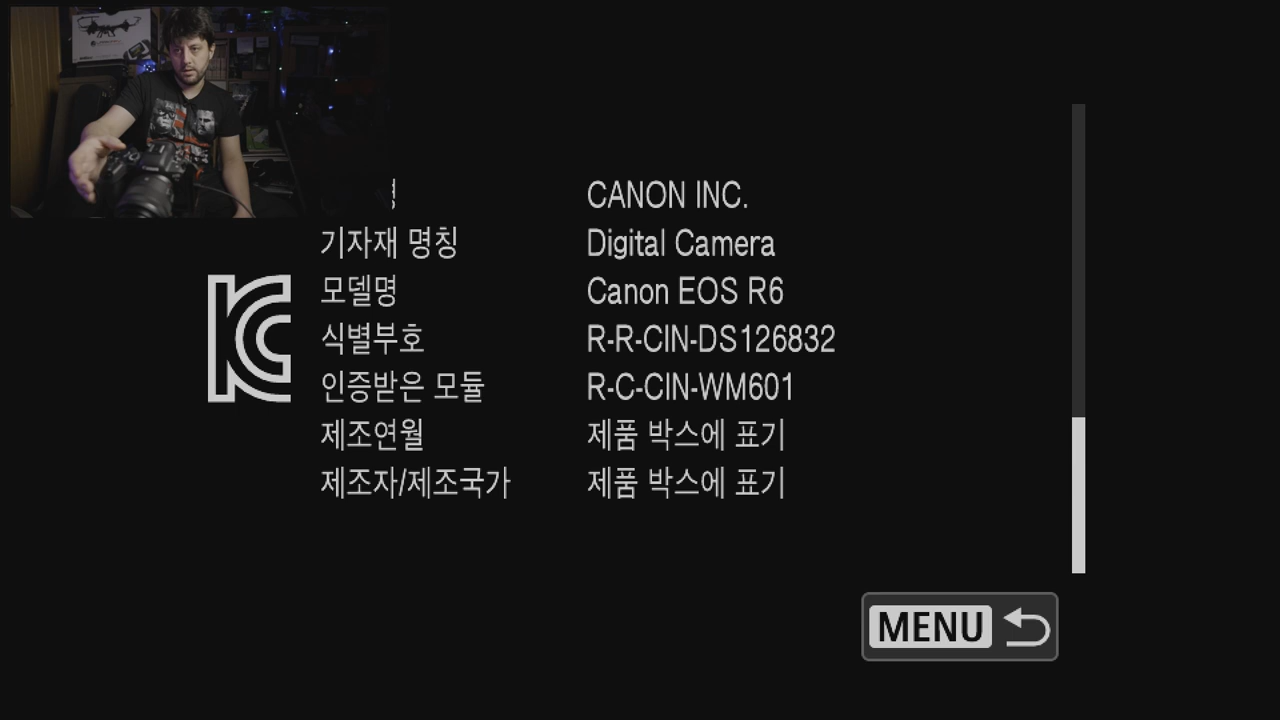 CANON INC.
기자재 명칭 Digital Camera
모델명 Canon EOS R6
식별부호 R-R-CIN-DS126832
인증받은 모듈 R-C-CIN-WM601
제조연월 제품 박스에 표기
제조자/제조국가 제품 박스에 표기
MENU